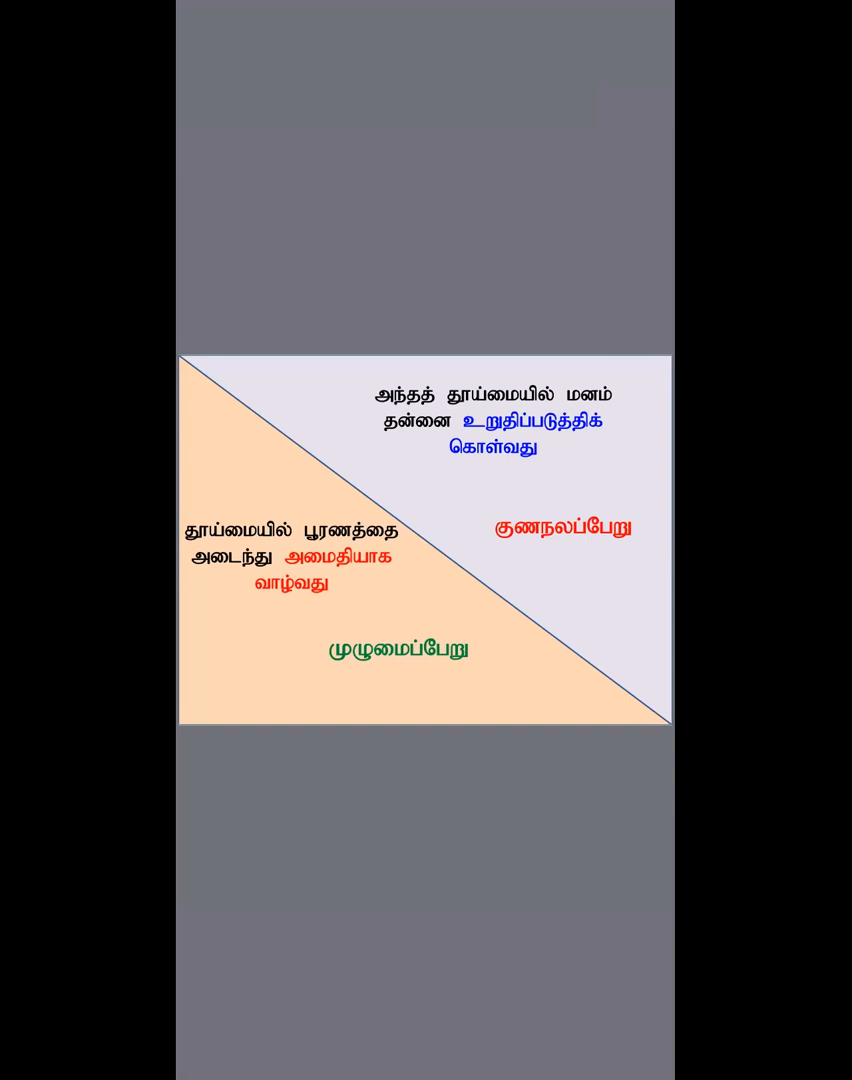 அந்தத் தூய்மையில் மனம்
தன்னை உறுதிப்படுத்திக்
கொள்வது
குணநலப்பேறு
தூய்மையில் பூரணத்தை
அடைந்து அமைதியாக
வாழ்வது
முழுமைப்பேறு